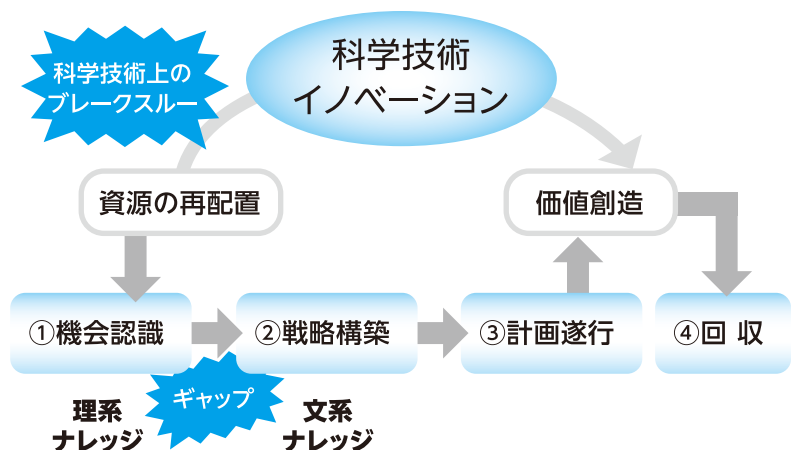 科学技術上の
ブレークスルー
科学技術
イノベーション
資源の再配置
価値創造
①機会認識
②戦略構築
③計画遂行
④回 収
ギャップ
理系
ナレッジ
文系
ナレッジ